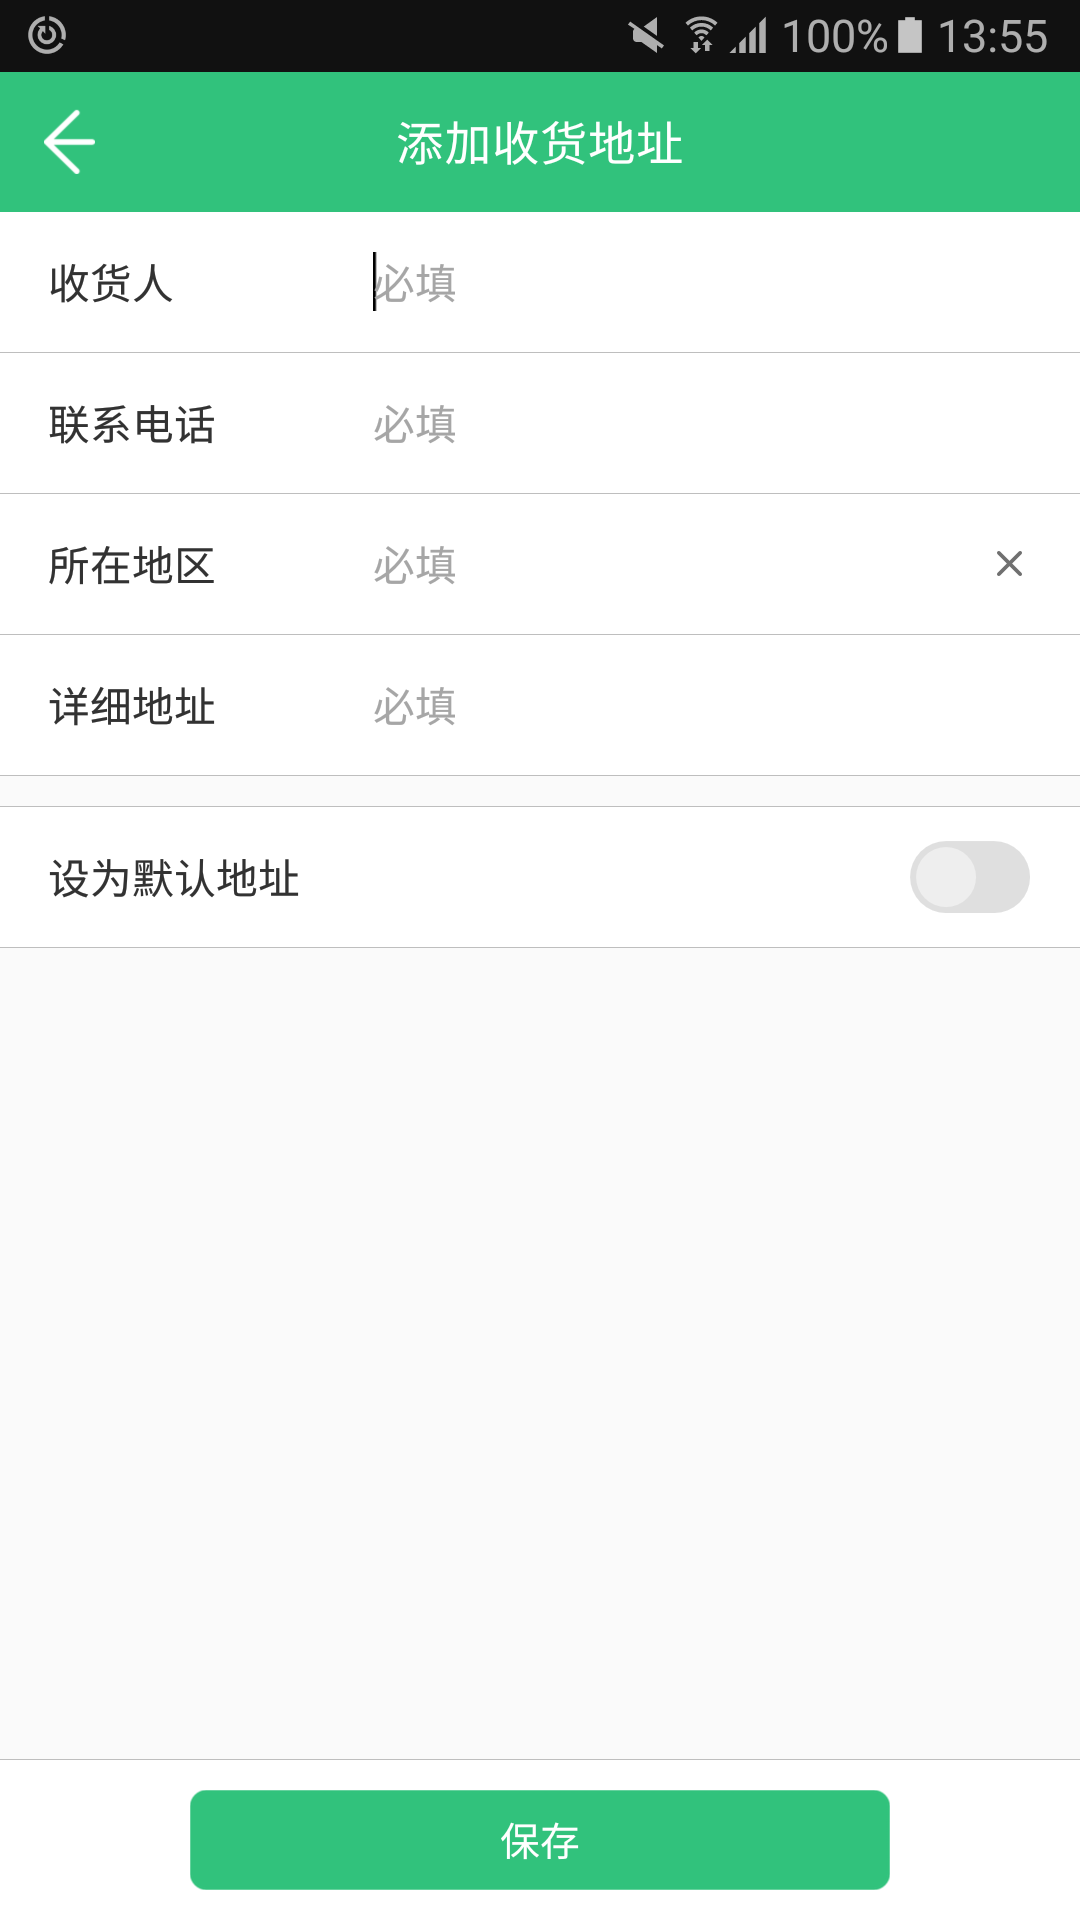 100% 13:55
添加收货地址
收货人 必填
联系电话 必填
所在地区 必填
详细地址 必填
设为默认地址
保存